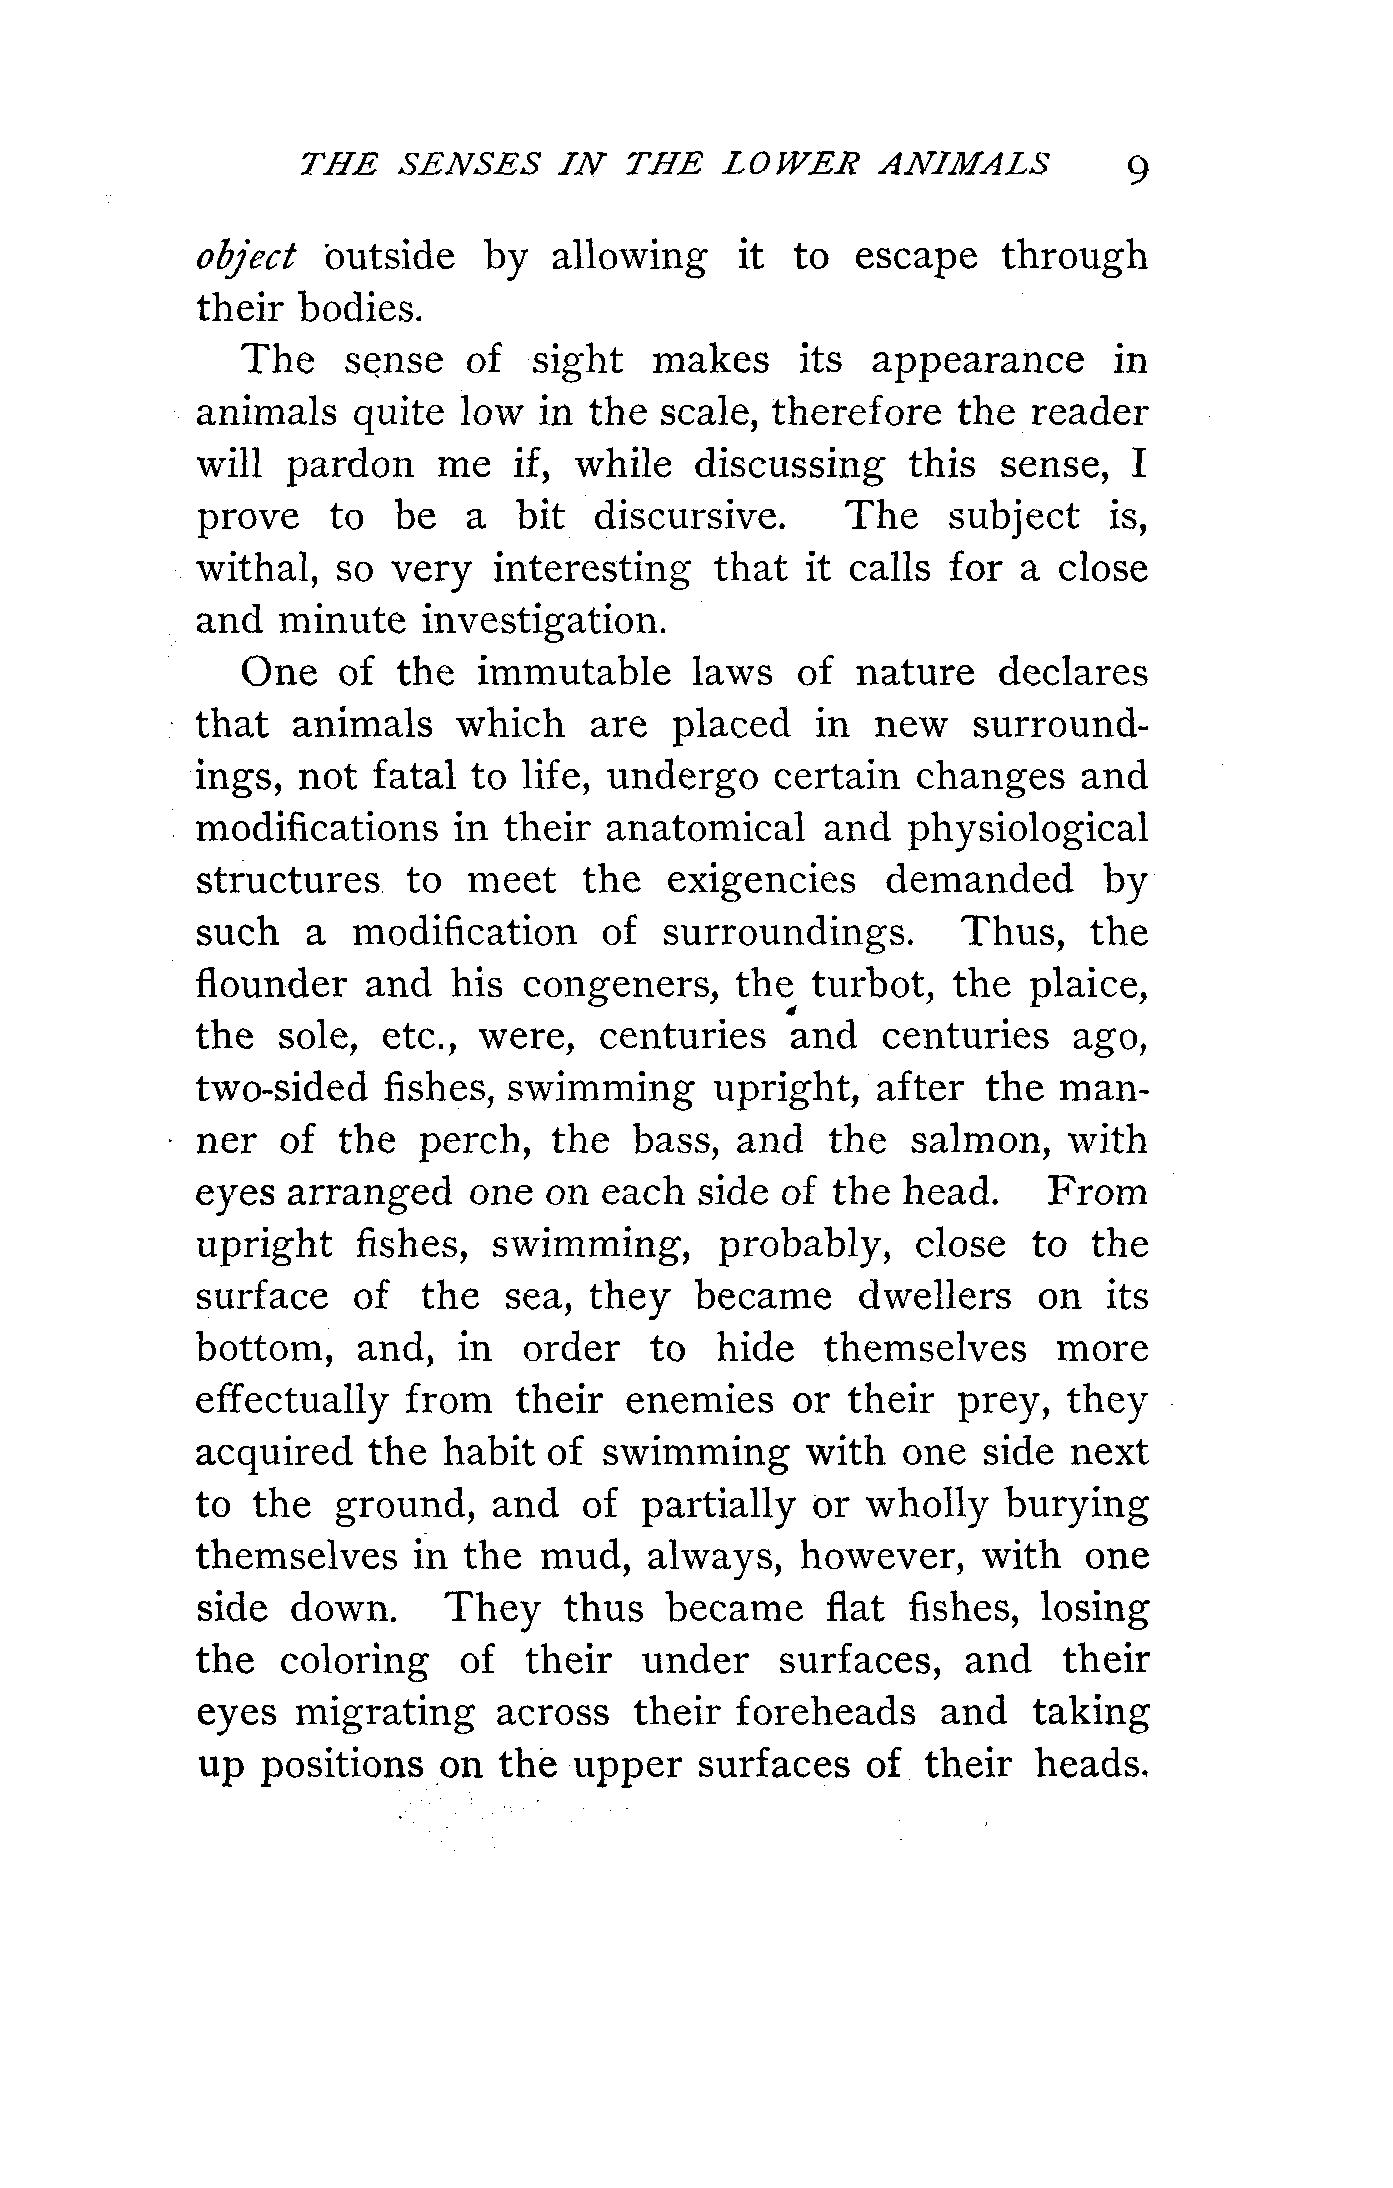 THE SENSES IN THE LOWER ANIMALS 9
object outside by allowing it to escape through
their bodies.
The sense of sight makes its appearance in
animals quite low in the scale, therefore the reader
will pardon me if, while discussing this sense, I
prove to be a bit discursive. The subject is,
withal, so very interesting that it calls for a close
and minute investigation.
One of the immutable laws of nature declares
that animals which are placed in new surround-
ings, not fatal to life, undergo certain changes and
modifications in their anatomical and physiological
structures to meet the exigencies demanded by
such a modification of surroundings. Thus, the
flounder and his congeners, the turbot, the plaice,
the sole, etc., were, centuries and centuries ago,
two-sided fishes, swimming upright, after the man-
ner of the perch, the bass, and the salmon, with
eyes arranged one on each side of the head. From
upright fishes, swimming, probably, close to the
surface of the sea, they became dwellers on its
bottom, and, in order to hide themselves more
effectually from their enemies or their prey, they
acquired the habit of swimming with one side next
to the ground, and of partially or wholly burying
themselves in the mud, always, however, with one
side down. They thus became flat fishes, losing
the coloring of their under surfaces, and their
eyes migrating across their foreheads and taking
up positions on the upper surfaces of their heads.